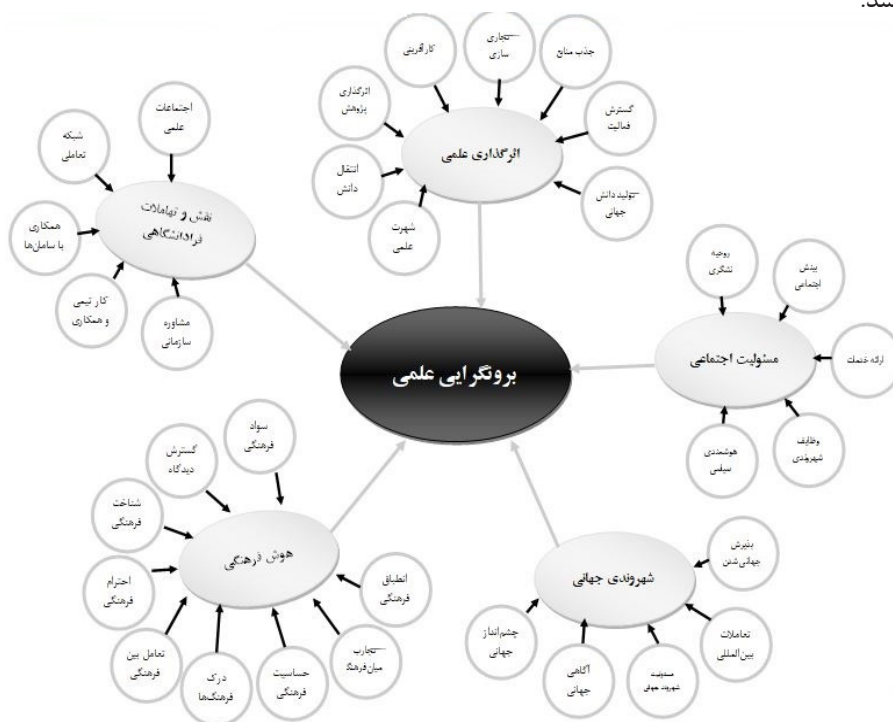 جذب منابع
تجاری
سازی
کارآفرینی
اثرگذاری
پژوهش
گسترش
فعالیت
اثرگذاری علمی
انتقال
دانش
تولید دانش
جهانی
شهرت
علمی
اجتماعات
علمی
شبکه
تعاملی
نقش و تعاملات
فرادانشگاهی
همکاری
با سامان‌ها
کار تیمی
و همکاری
مشاوره
سازمانی
روحیه
نشگری
بینش
اجتماعی
مسئولیت اجتماعی
ارائه خدمات
هوشمندی
سیاسی
وظایف
شهروندی
برونگرایی علمی
سواد
فرهنگی
گسترش
دیدگاه
شناخت
فرهنگی
هوش فرهنگی
احترام
فرهنگی
انطباق
فرهنگی
تعامل بین
فرهنگی
درک
فرهنگ‌ها
حساسیت
فرهنگی
تجارب
میان‌فرهنگ
پذیرش
جهانی‌شدن
شهروندی جهانی
چشم‌انداز
جهانی
آگاهی
جهانی
مسئولیت
شهروند جهانی
تعاملات
بین‌المللی